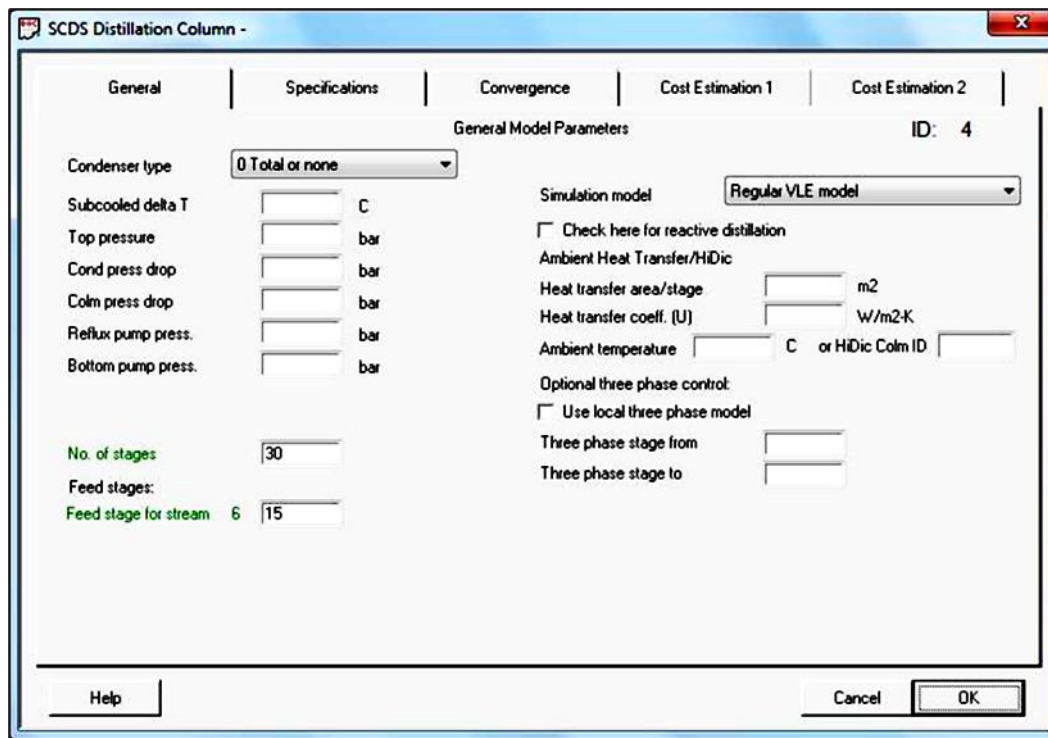 SCDS Distillation Column -
General
Specifications
Convergence
Cost Estimation 1
Cost Estimation 2
General Model Parameters
ID: 4
Condenser type
0 Total or none
Subcooled delta T
C
Top pressure
bar
Cond press drop
bar
Colm press drop
bar
Reflux pump press.
bar
Bottom pump press.
bar
No. of stages
30
Feed stages:
Feed stage for stream 6
15
Simulation model
Regular VLE model
Check here for reactive distillation
Ambient Heat Transfer/HiDic
Heat transfer area/stage
m2
Heat transfer coeff. (U)
W/m2-K
Ambient temperature
C or HiDic Colm ID
Optional three phase control:
Use local three phase model
Three phase stage from
Three phase stage to
Help
Cancel
OK